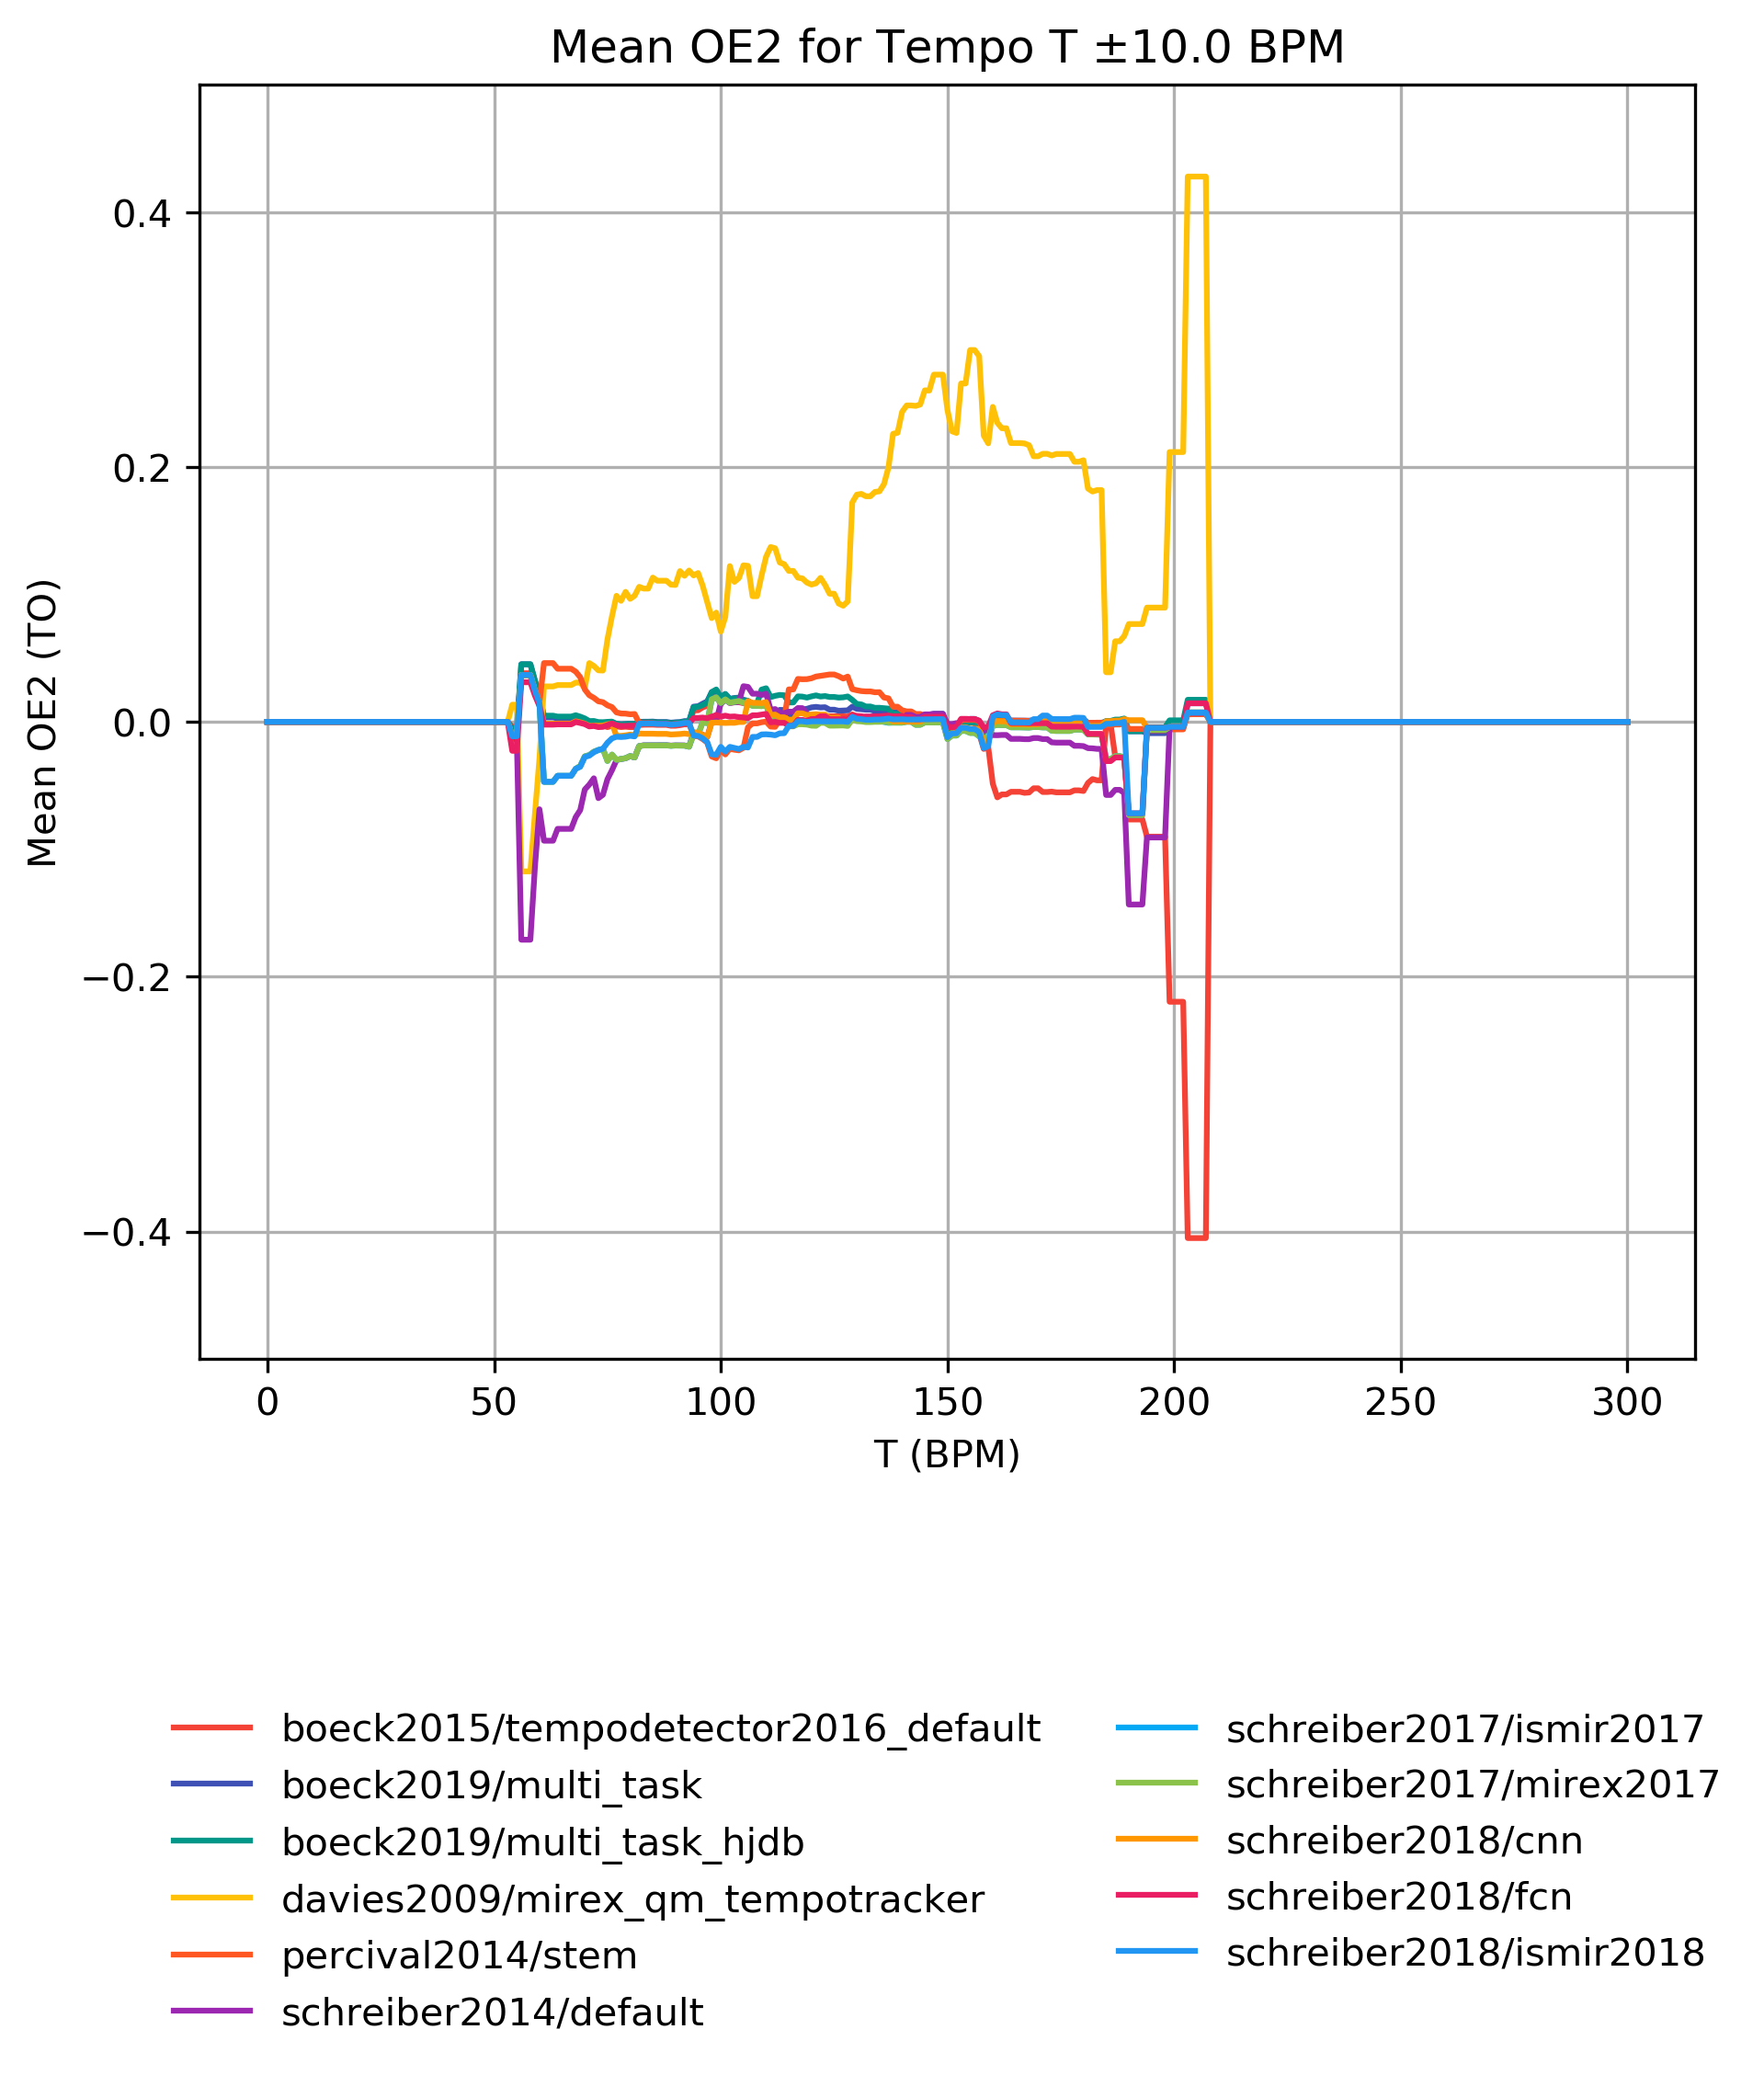 Mean OE2 for Tempo T ±10.0 BPM
Mean OE2 (TO)
0.4
0.2
0.0
−0.2
−0.4
0 50 100 150 200 250 300
T (BPM)
boeck2015/tempodetector2016_default
boeck2019/multi_task
boeck2019/multi_task_hjdb
davies2009/mirex_qm_tempotracker
percival2014/stem
schreiber2014/default
schreiber2017/ismir2017
schreiber2017/mirex2017
schreiber2018/cnn
schreiber2018/fcn
schreiber2018/ismir2018